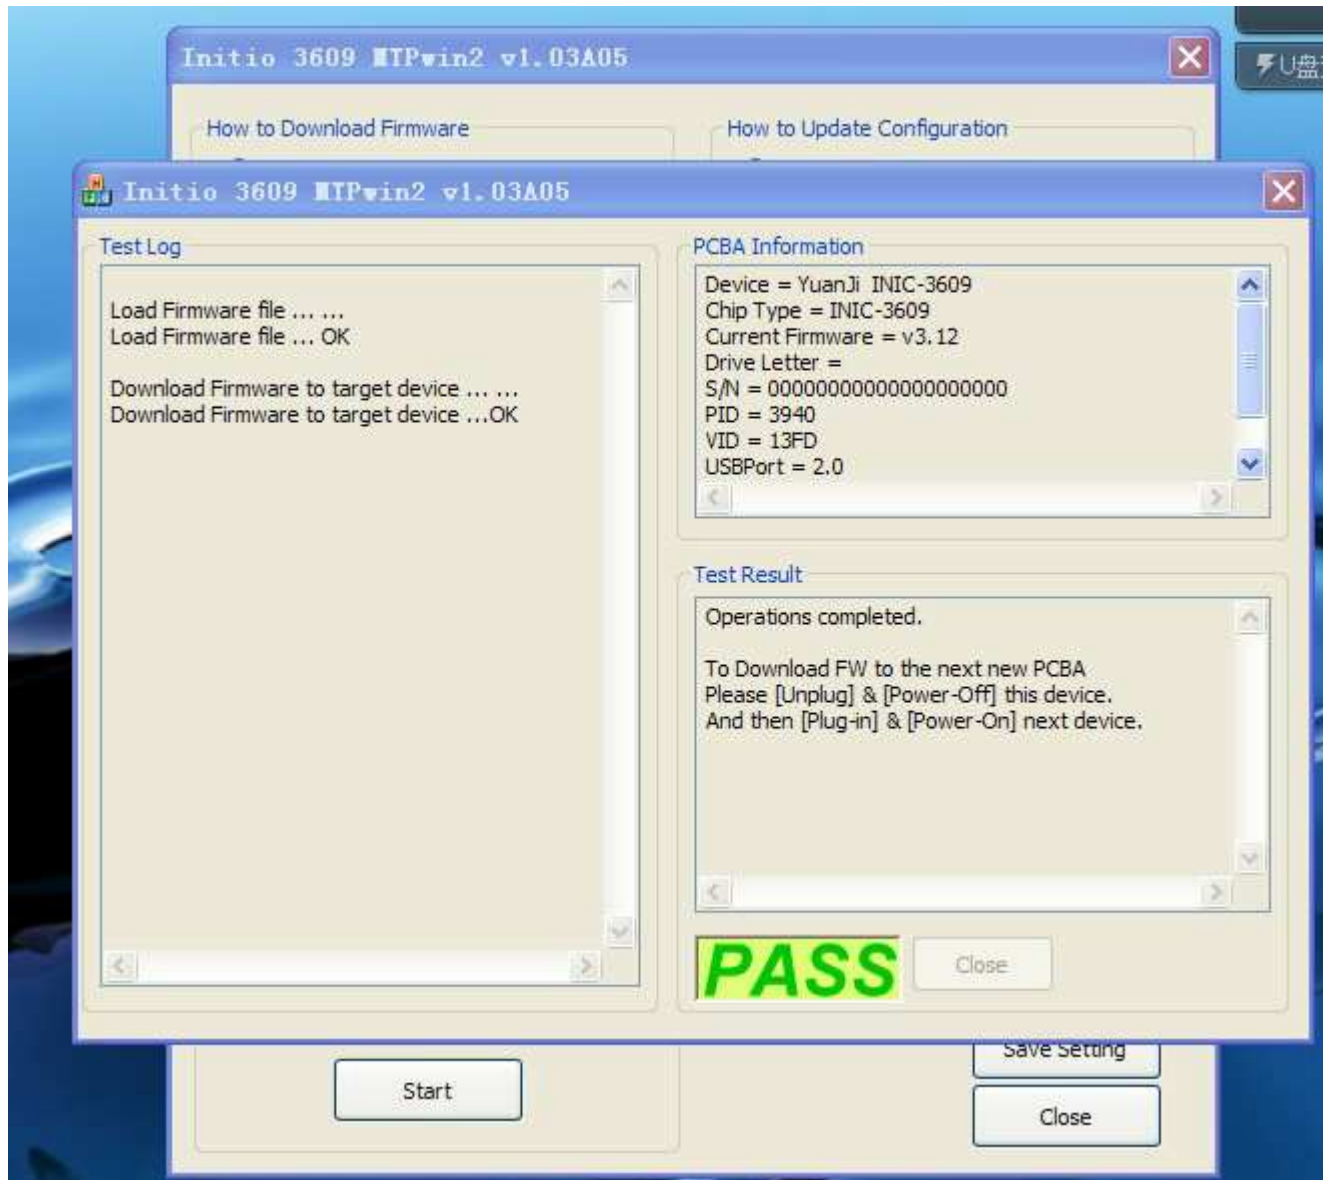 Initio 3609 MTPwin2 v1.03A05
U盘
How to Download Firmware
How to Update Configuration
Initio 3609 MTPwin2 v1.03A05
Test Log
Load Firmware file ... ...
Load Firmware file ... OK
Download Firmware to target device ... ...
Download Firmware to target device ...OK
PCBA Information
Device = YuanJi INIC-3609
Chip Type = INIC-3609
Current Firmware = v3.12
Drive Letter =
S/N = 00000000000000000000
PID = 3940
VID = 13FD
USBPort = 2.0
Test Result
Operations completed.
To Download FW to the next new PCBA
Please [Unplug] & [Power-Off] this device.
And then [Plug-in] & [Power-On] next device.
PASS
Close
Start
Save Setting
Close